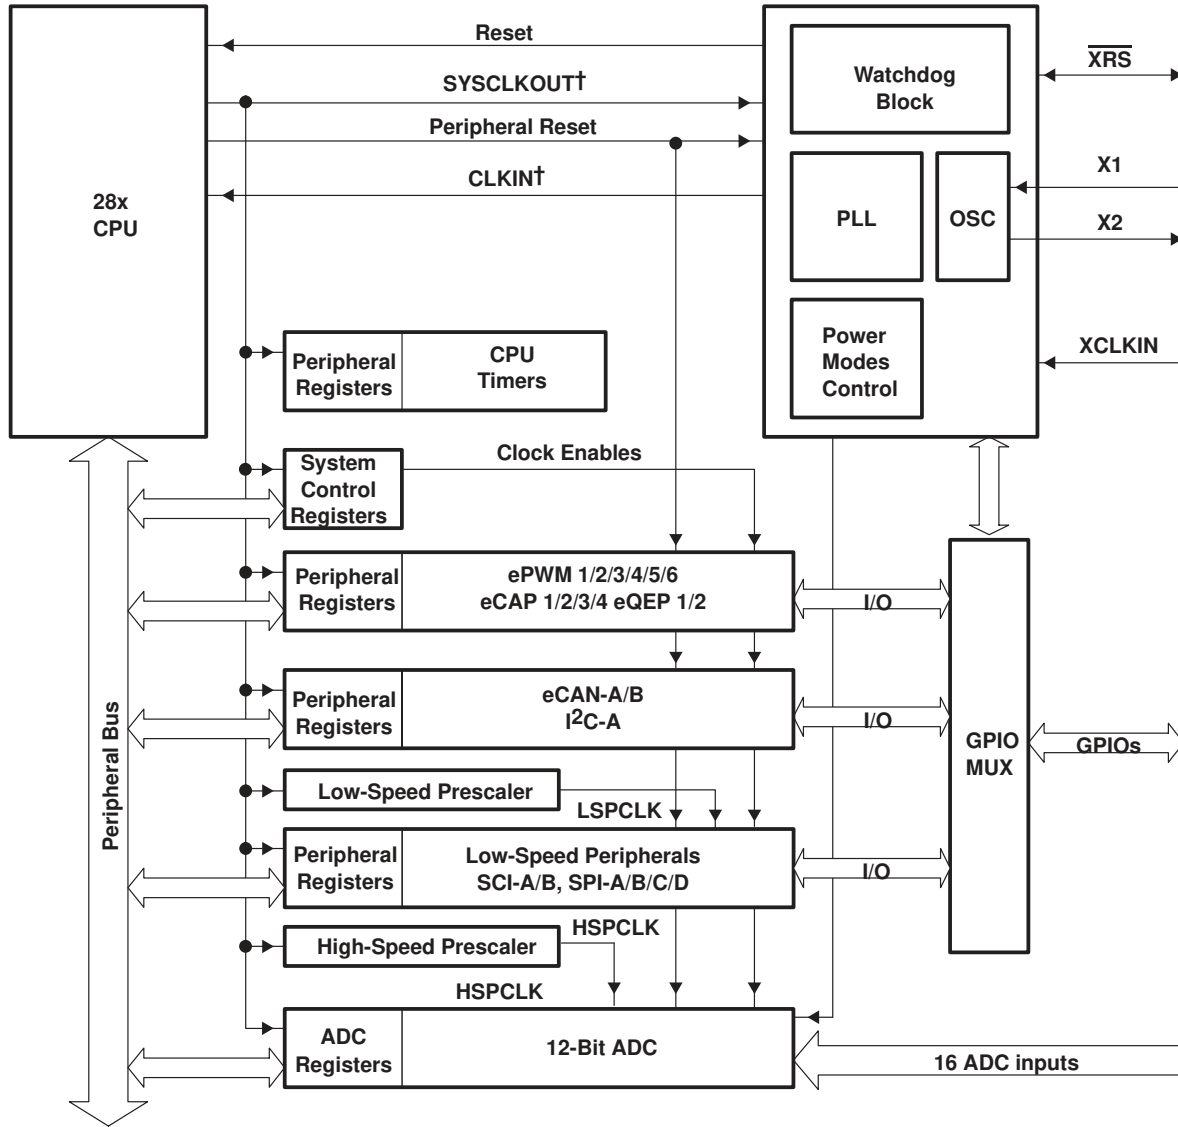 Reset
SYSCLKOUT†
Peripheral Reset
CLKIN†
28x
CPU
Watchdog
Block
PLL
OSC
Power
Modes
Control
XRS
X1
X2
XCLKIN
Peripheral
Registers
CPU
Timers
System
Control
Registers
Clock Enables
Peripheral
Registers
ePWM 1/2/3/4/5/6
eCAP 1/2/3/4 eQEP 1/2
I/O
Peripheral
Registers
eCAN-A/B
I²C-A
I/O
Peripheral Bus
GPIO
MUX
GPIOs
Low-Speed Prescaler
LSPCLK
Peripheral
Registers
Low-Speed Peripherals
SCI-A/B, SPI-A/B/C/D
I/O
High-Speed Prescaler
HSPCLK
HSPCLK
ADC
Registers
12-Bit ADC
16 ADC inputs